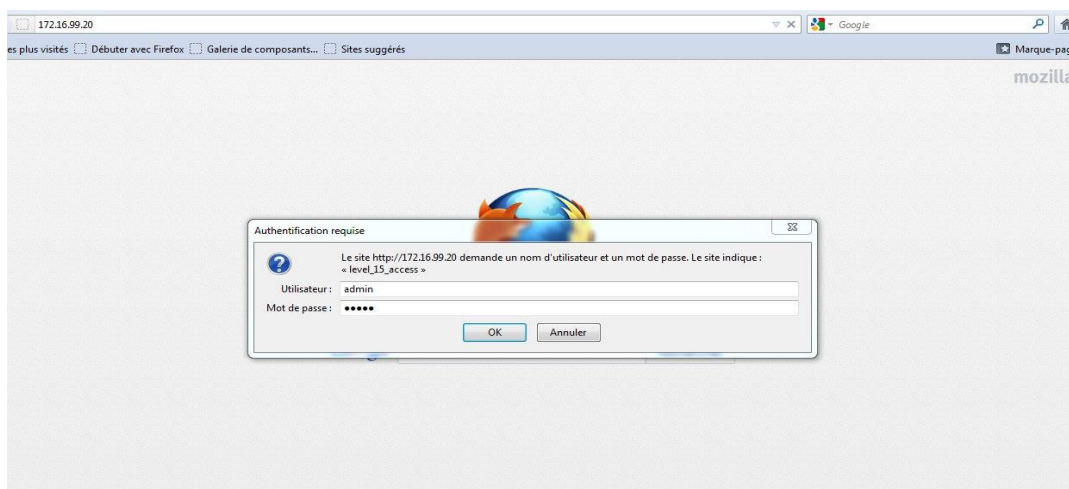 172.16.99.20
Google
es plus visités Débuter avec Firefox Galerie de composants... Sites suggérés
Marque-pag
mozilla
Authentification requise
Le site http://172.16.99.20 demande un nom d'utilisateur et un mot de passe. Le site indique :
« level_15_access »
Utilisateur : admin
Mot de passe : •••••
OK Annuler